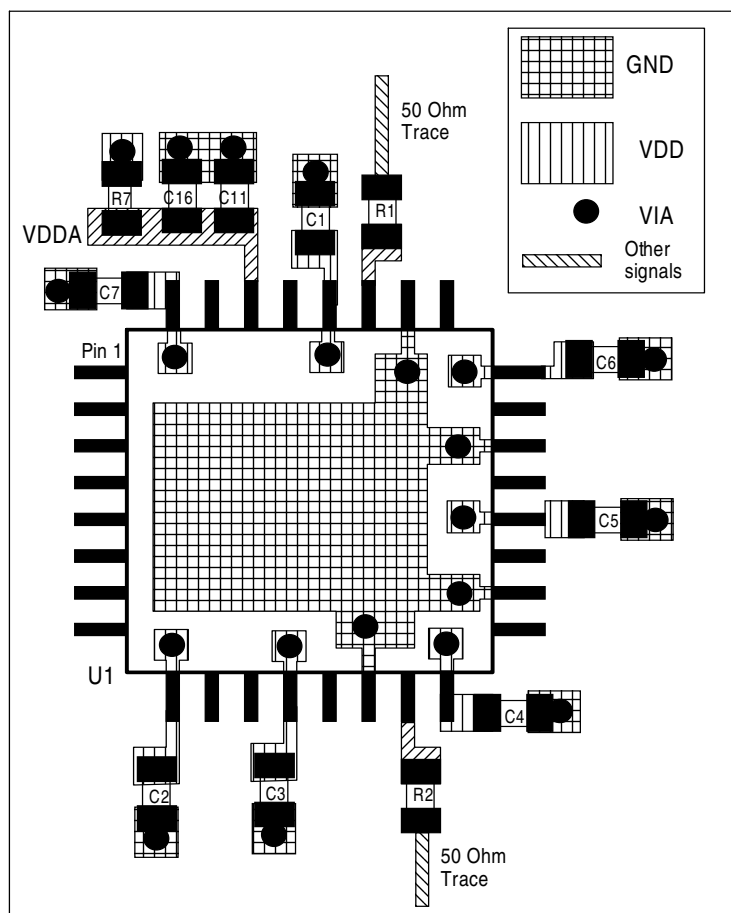 GND
VDD
VIA
Other
signals
50 Ohm
Trace
R7
C16
C11
C1
R1
VDDA
C7
Pin 1
C6
C5
U1
C4
C2
C3
R2
50 Ohm
Trace